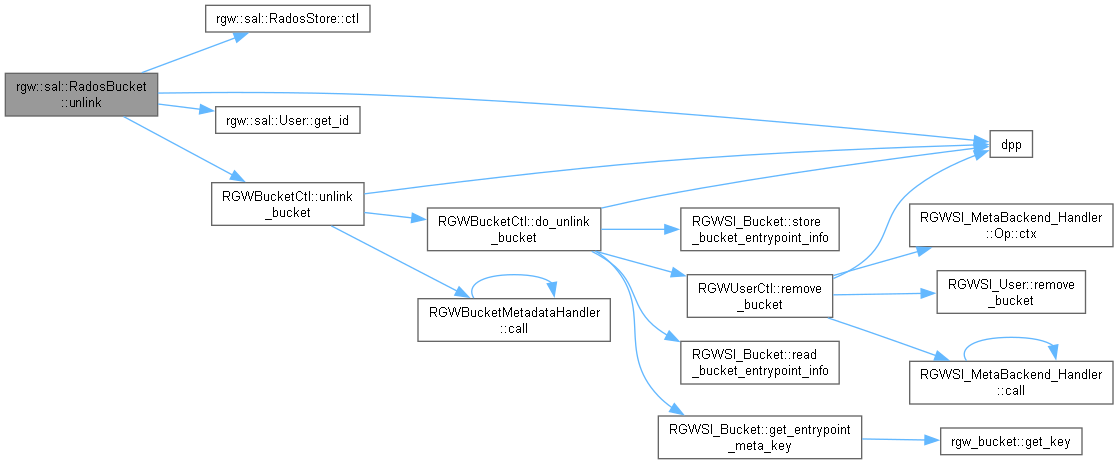 rgw::sal::RadosStore::ctl
rgw::sal::RadosBucket
::unlink
rgw::sal::User::get_id
dpp
RGWBucketCtl::unlink
_bucket
RGWBucketCtl::do_unlink
_bucket
RGWSI_Bucket::store
_bucket_entrypoint_info
RGWSI_MetaBackend_Handler
::Op::ctx
RGWUserCtl::remove
_bucket
RGWSI_User::remove
_bucket
RGWBucketMetadataHandler
::call
RGWSI_Bucket::read
_bucket_entrypoint_info
RGWSI_MetaBackend_Handler
::call
RGWSI_Bucket::get_entrypoint
_meta_key
rgw_bucket::get_key